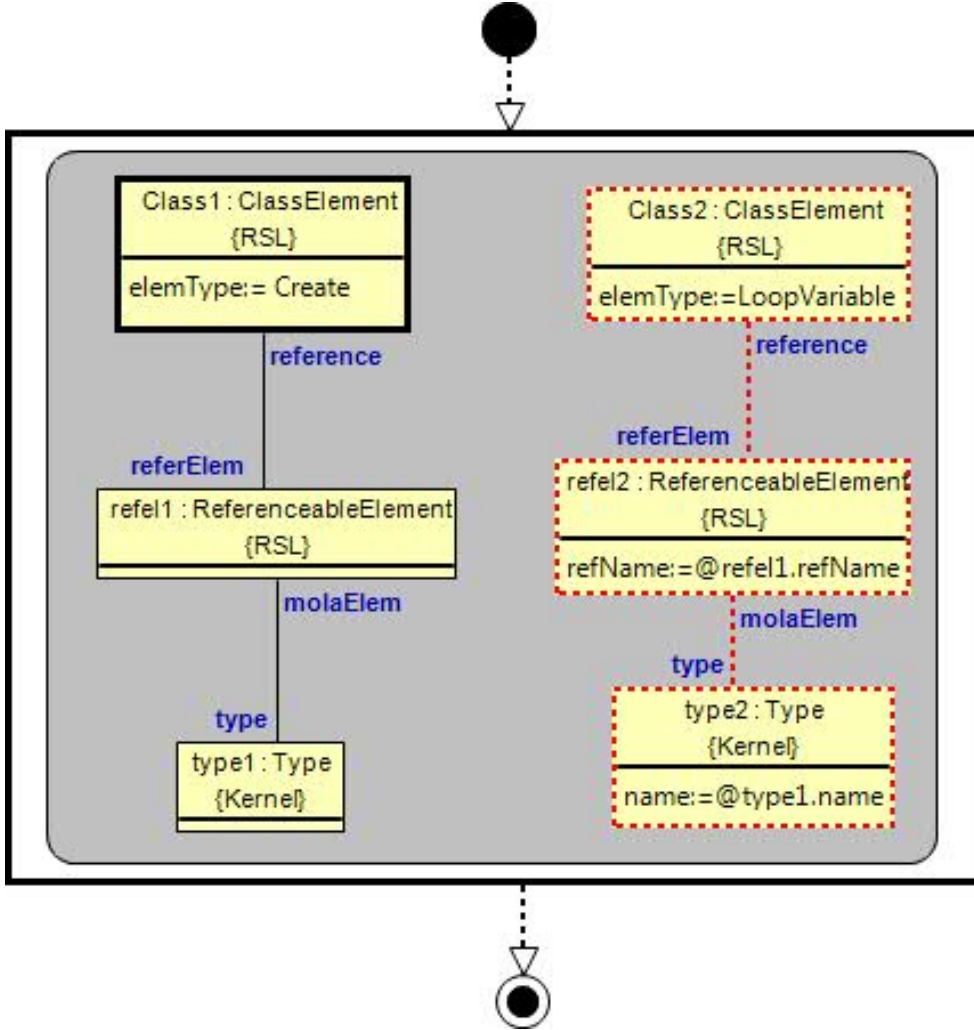 Class1 : ClassElement
{RSL}
elemType:= Create
reference
referElem
refel1 : ReferenceableElement
{RSL}
molaElem
type
type1 : Type
{Kernel}
Class2 : ClassElement
{RSL}
elemType:=LoopVariable
reference
referElem
refel2 : ReferenceableElement
{RSL}
refName:=@refel1.refName
molaElem
type
type2 : Type
{Kernel}
name:=@type1.name